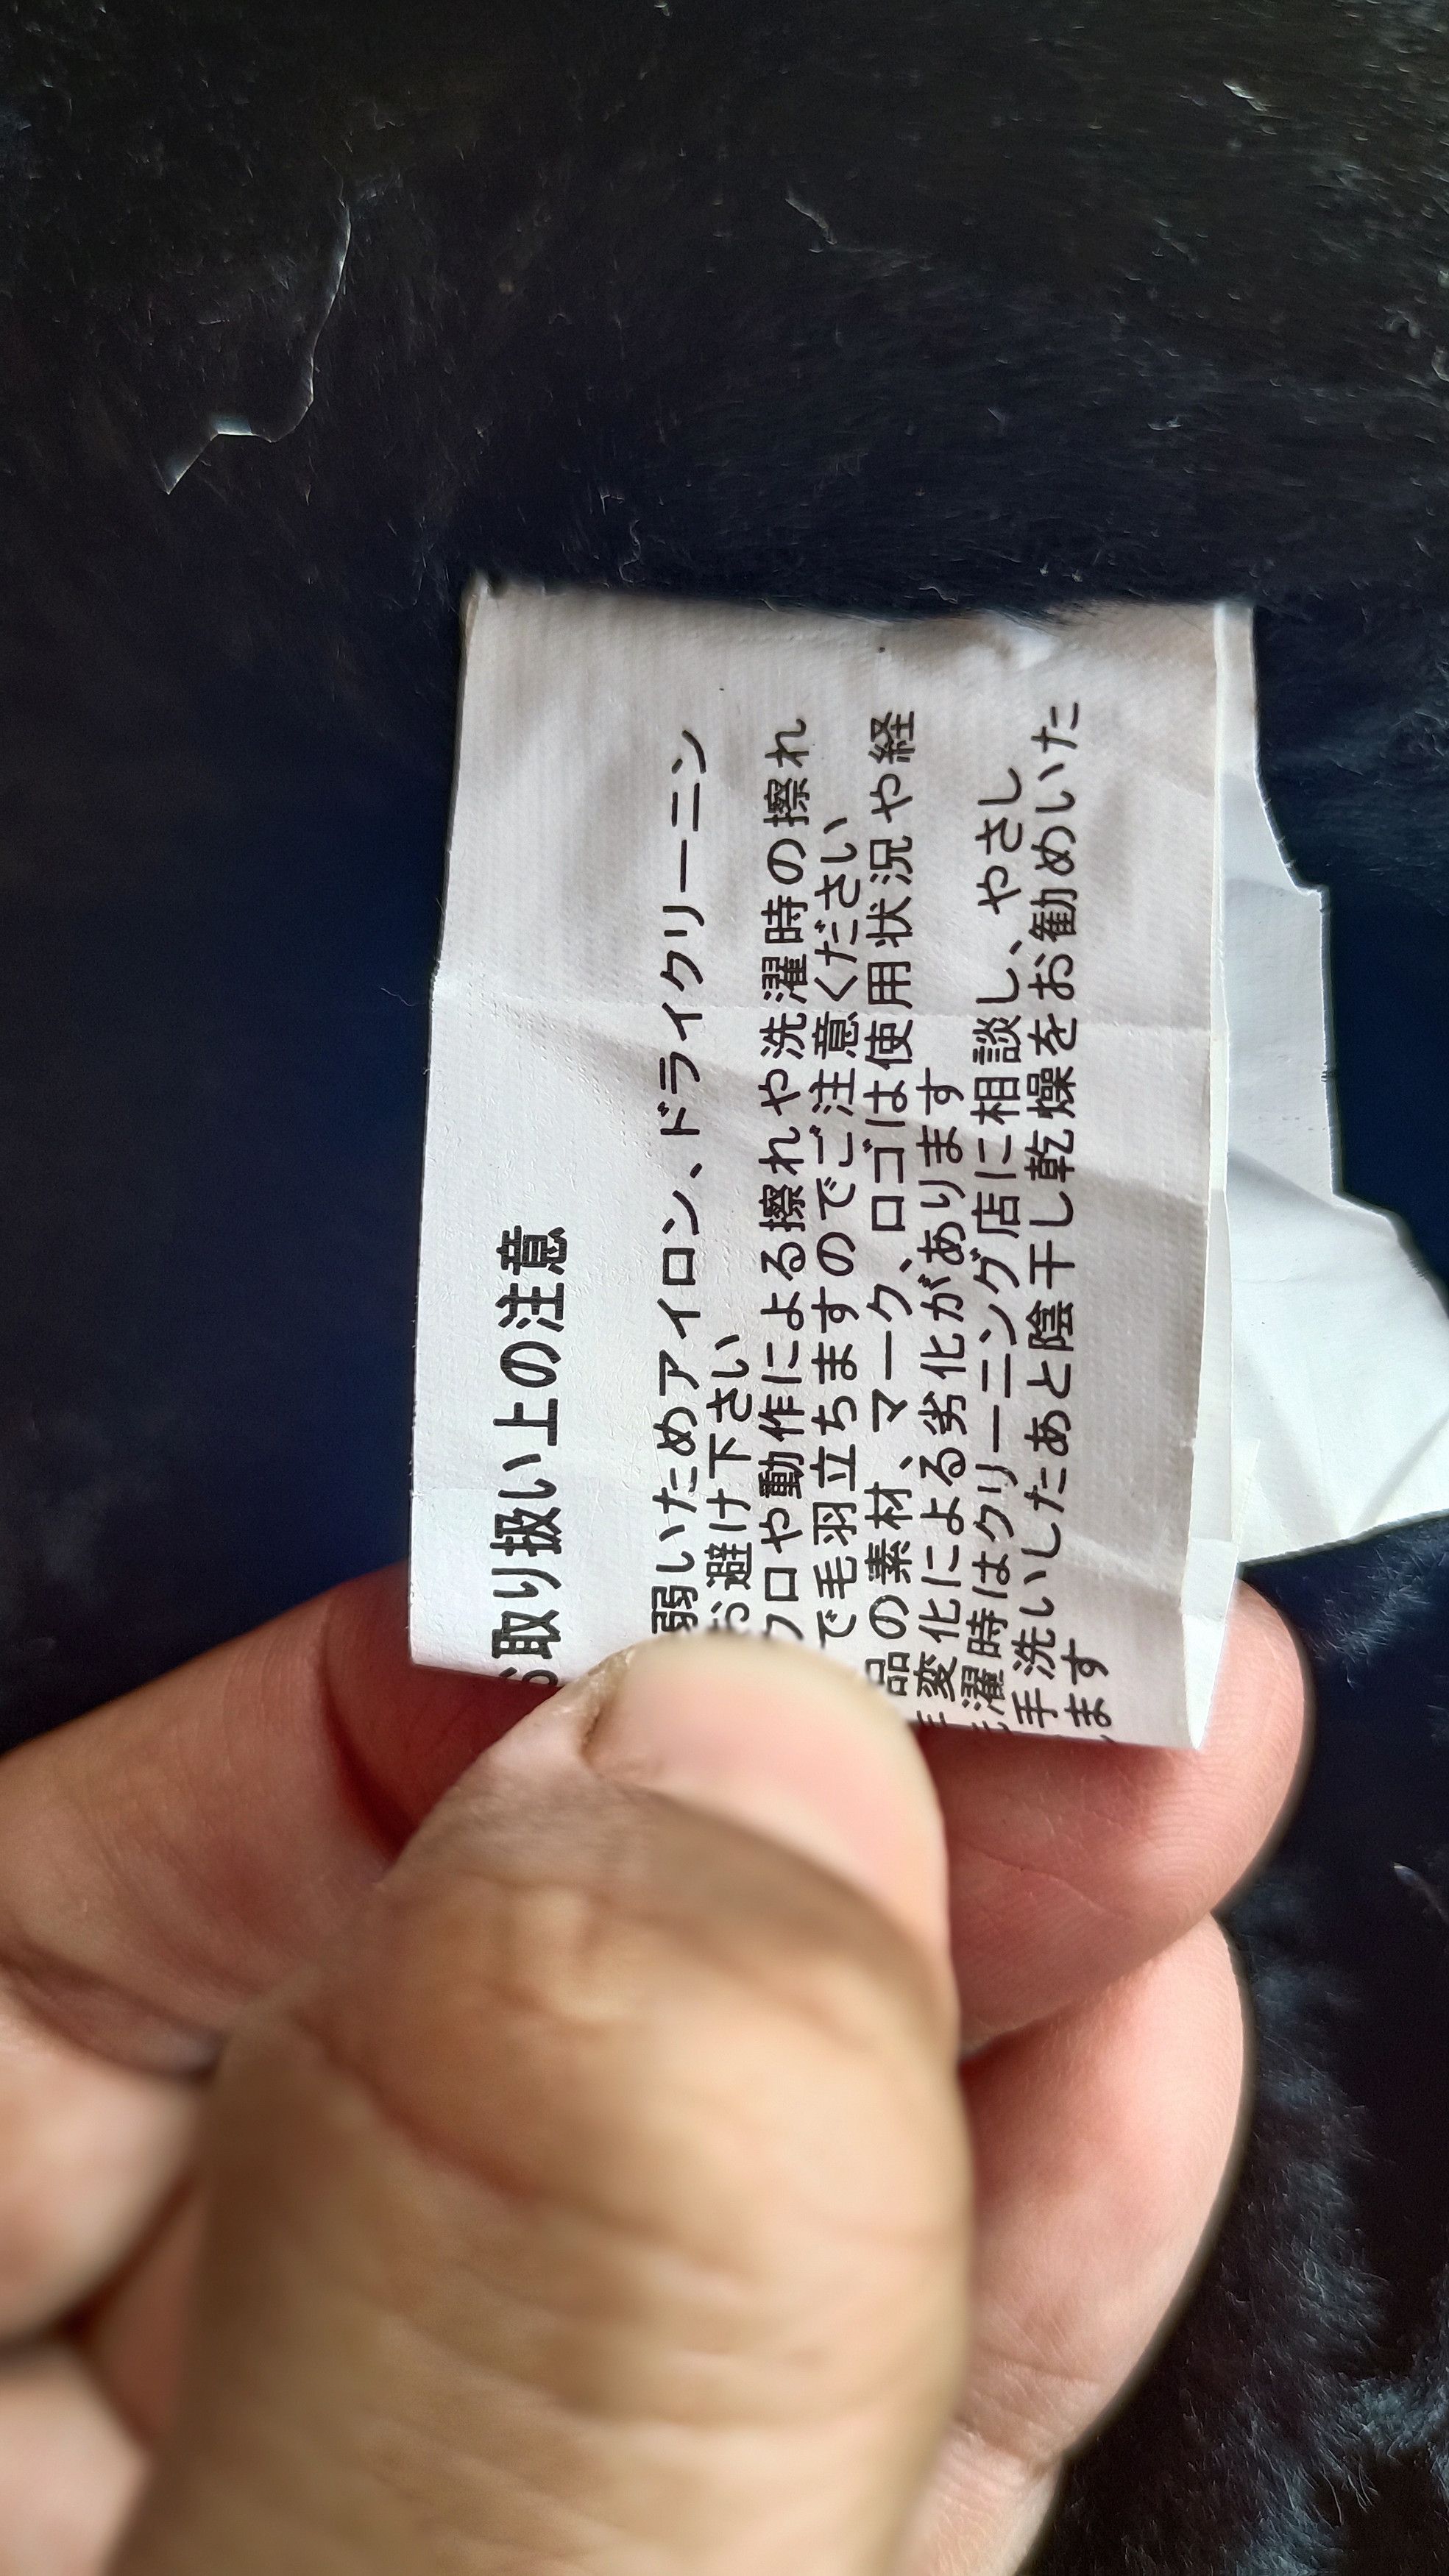 お取り扱い上の注意
弱いためアイロン、ドライクリーニン
お避け下さい
フロや動作による擦れや洗濯時の擦れ
で毛羽立ちますのでご注意ください
品の素材、マーク、ロゴは使用状況や経
年変化による劣化があります
濯時はクリーニング店に相談し、やさし
手洗いしたあと陰干し乾燥をお勧めいた
ます